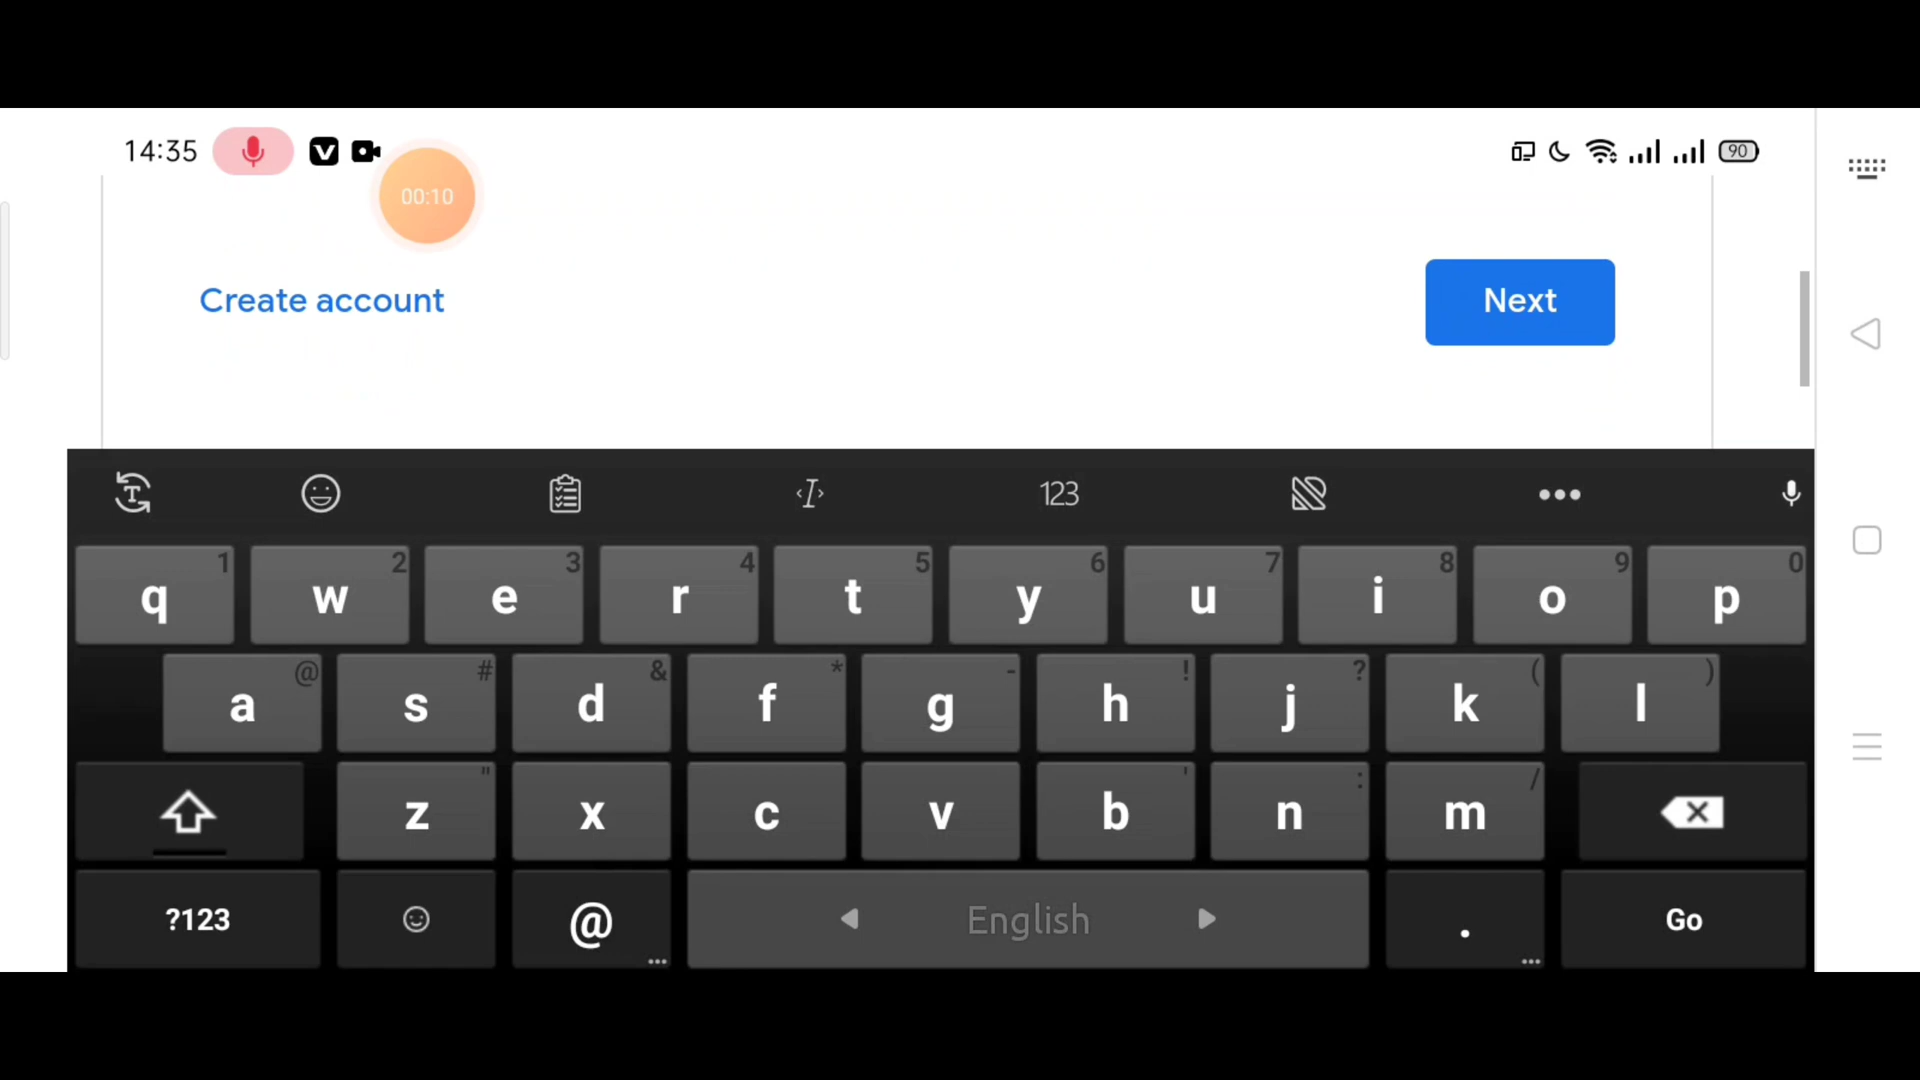 14:35
00:10
90
Create account
Next
123
1 2 3 4 5 6 7 8 9 0
q w e r t y u i o p
@ # & * - ! ? ( )
a s d f g h j k l
" ' : /
z x c v b n m
?123 @ English . Go